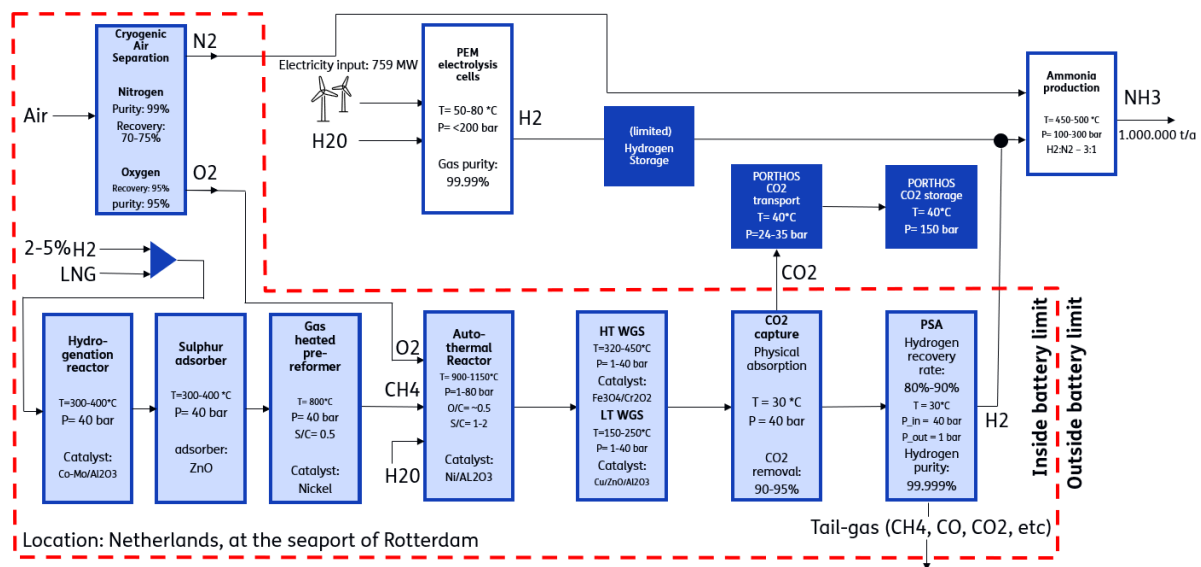 Cryogenic
Air
Separation
Nitrogen
Purity: 99%
Recovery:
70-75%
Oxygen
Recovery: 95%
purity: 95%
Air
N2
O2
Electricity input: 759 MW
H20
PEM
electrolysis
cells
T= 50-80 *C
P= <200 bar
Gas purity:
99.99%
H2
(limited)
Hydrogen
Storage
Ammonia
production
T= 450-500 °C
P= 100-300 bar
H2:N2 – 3:1
NH3
1.000.000 t/a
PORTHOS
CO2
transport
T= 40*C
P=24-35 bar
PORTHOS
CO2 storage
T= 40*C
P= 150 bar
CO2
2-5%H2
LNG
Hydro-
genation
reactor
T=300-400°C
P= 40 bar
Catalyst:
Co-Mo/Al2O3
Sulphur
adsorber
T=300-400 °C
P= 40 bar
adsorber:
ZnO
Gas
heated
pre-
reformer
T= 800°C
P= 40 bar
S/C= 0.5
Catalyst:
Nickel
O2
CH4
H20
Auto-
thermal
Reactor
T= 900-1150°C
P=1-80 bar
O/C= ~0.5
S/C= 1-2
Catalyst:
Ni/AL2O3
HT WGS
T=320-450°C
P= 1-40 bar
Catalyst:
Fe3O4/Cr2O2
LT WGS
T=150-250°C
P= 1-40 bar
Catalyst:
Cu/ZnO/Al2O3
CO2
capture
Physical
absorption
T= 30 *C
P= 40 bar
CO2
removal:
90-95%
PSA
Hydrogen
recovery
rate:
80%-90%
T= 30°C
P_in = 40 bar
P_out = 1 bar
Hydrogen
purity:
99.999%
H2
Inside battery limit
Outside battery limit
Tail-gas (CH4, CO, CO2, etc)
Location: Netherlands, at the seaport of Rotterdam